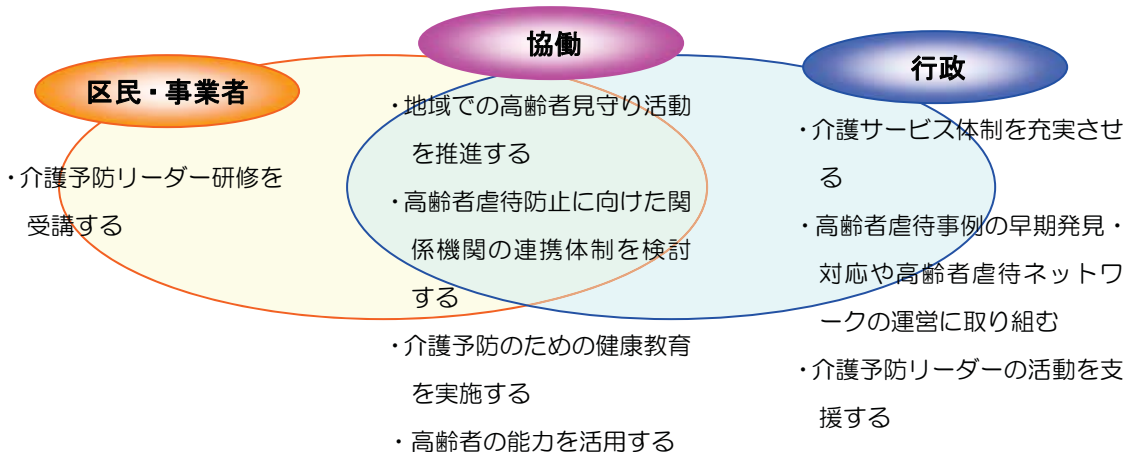 協働
区民・事業者
行政
・介護予防リーダー研修を
受講する
・地域での高齢者見守り活動
を推進する
・高齢者虐待防止に向けた関
係機関の連携体制を検討
する
・介護予防のための健康教育
を実施する
・高齢者の能力を活用する
・介護サービス体制を充実させ
る
・高齢者虐待事例の早期発見・
対応や高齢者虐待ネットワ
ークの運営に取り組む
・介護予防リーダーの活動を支
援する